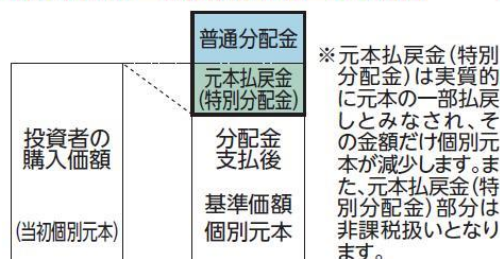 普通分配金
元本払戻金
(特別分配金)
投資者の
購入価額
(当初個別元本)
分配金
支払後
基準価額
個別元本
※元本払戻金(特別
分配金)は実質的
に元本の一部払戻
しとみなされ、そ
の金額だけ個別元
本が減少します。ま
た、元本払戻金(特
別分配金)部分は
非課税扱いとなり
ます。